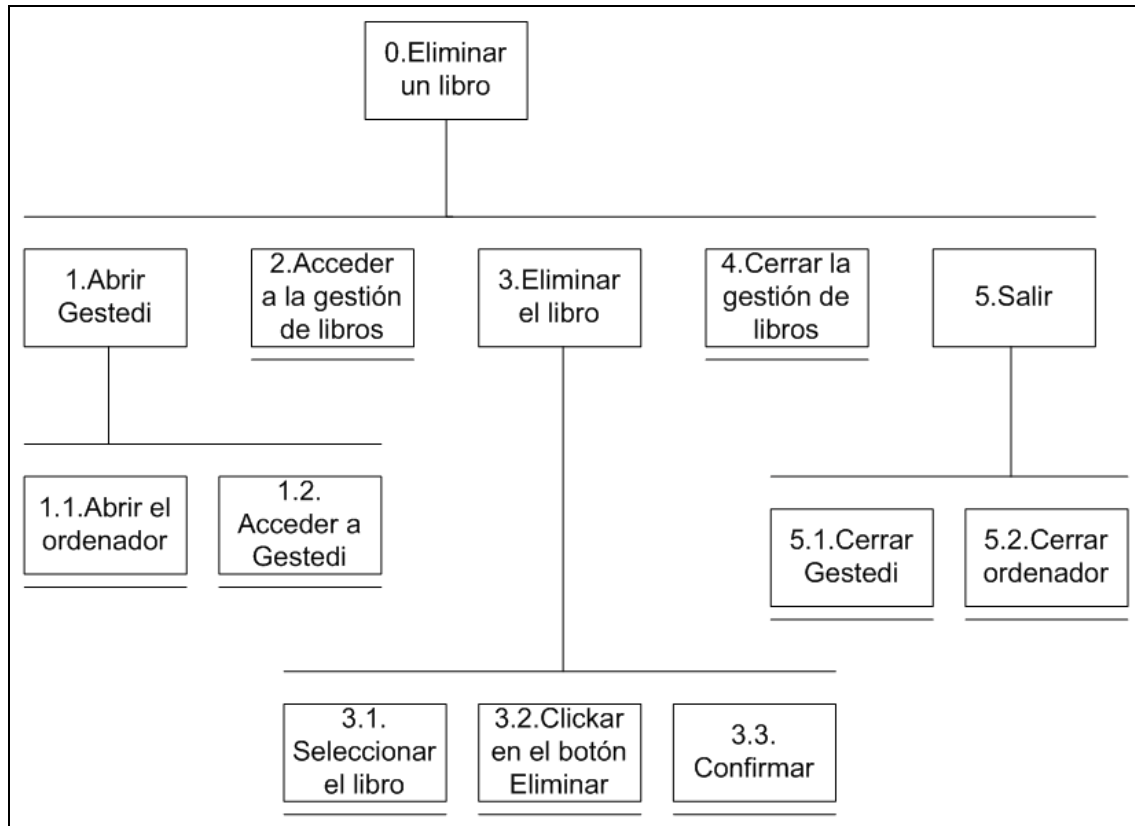 0.Eliminar
un libro
1.Abrir
Gestedi
2.Acceder
a la gestión
de libros
3.Eliminar
el libro
4.Cerrar la
gestión de
libros
5.Salir
1.1.Abrir el
ordenador
1.2.
Acceder a
Gestedi
5.1.Cerrar
Gestedi
5.2.Cerrar
ordenador
3.1.
Seleccionar
el libro
3.2.Clickar
en el botón
Eliminar
3.3.
Confirmar